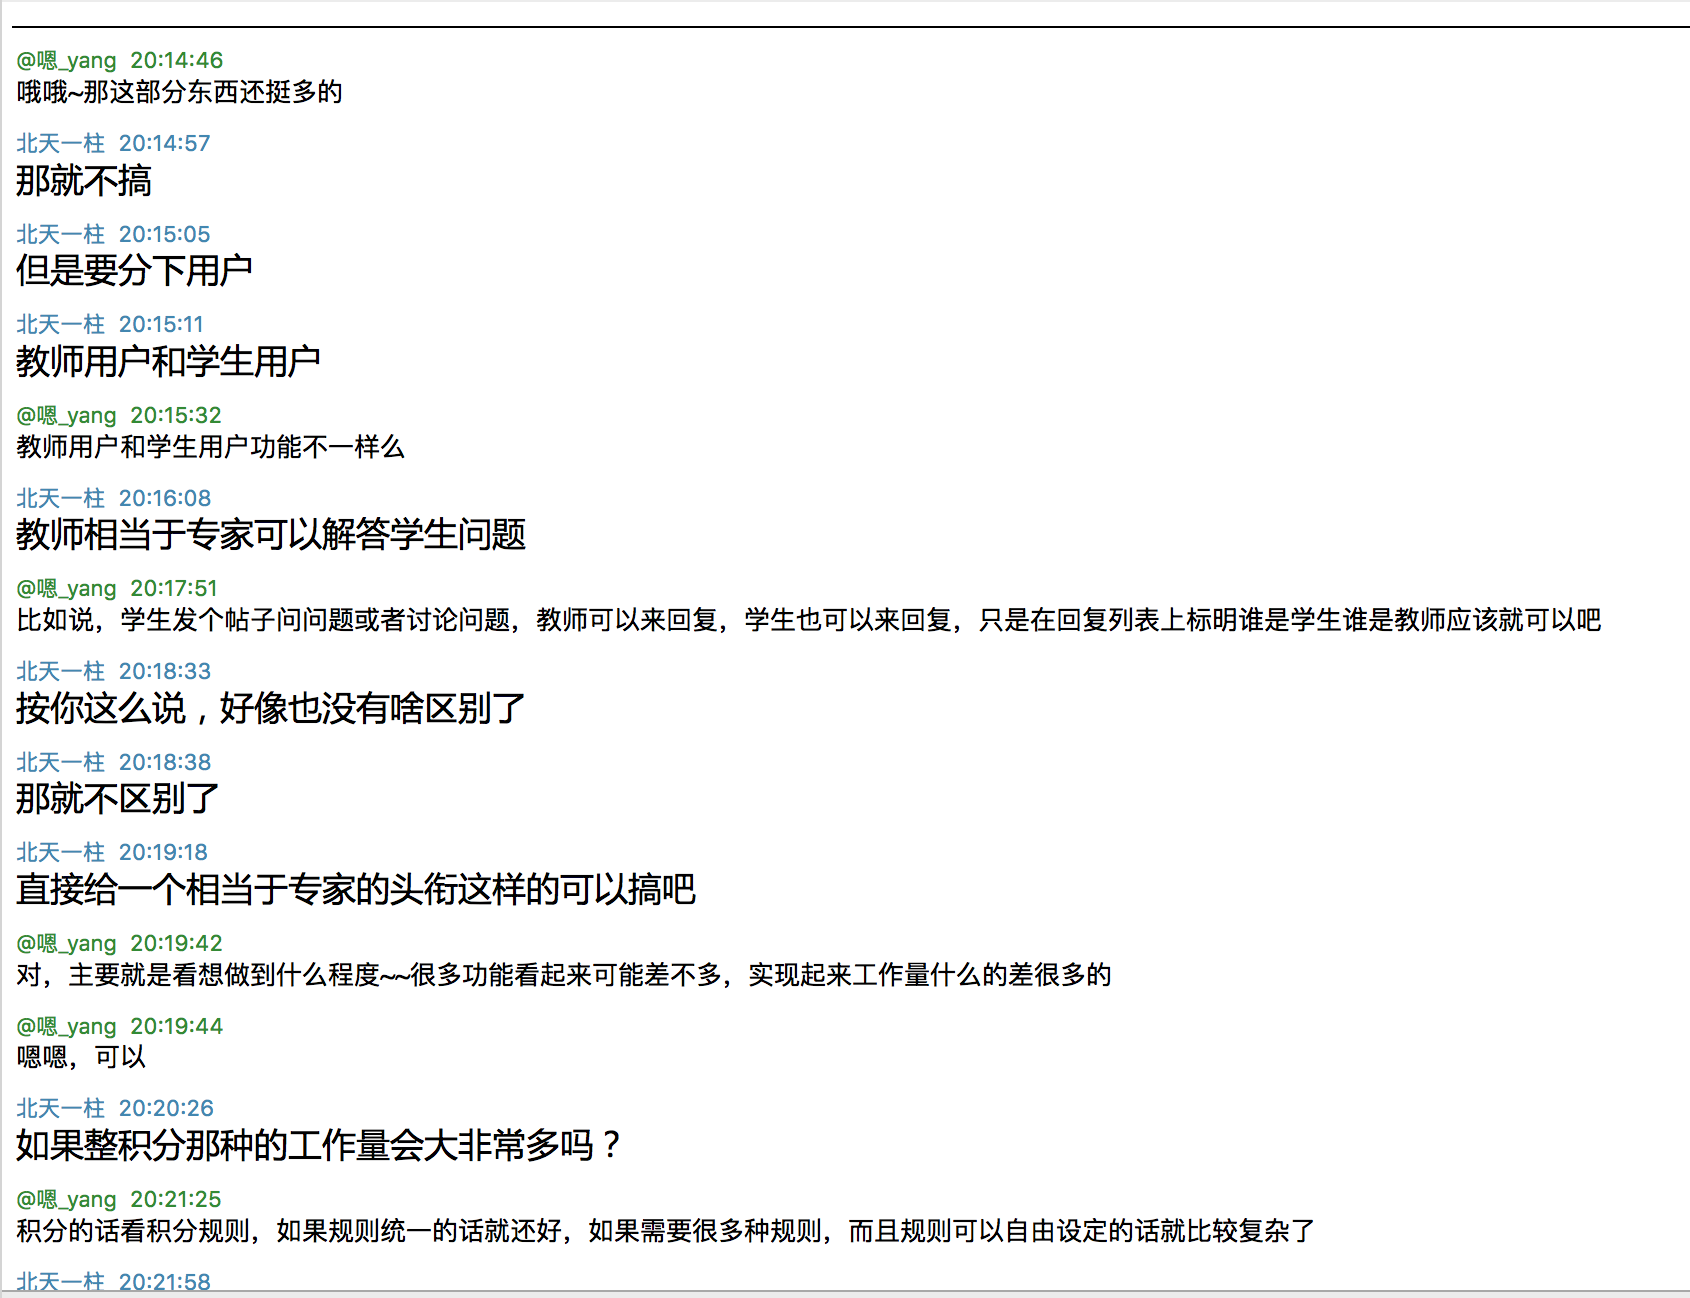 @嗯_yang 20:14:46
哦哦~那这部分东西还挺多的
北天一柱 20:14:57
那就不搞
北天一柱 20:15:05
但是要分下用户
北天一柱 20:15:11
教师用户和学生用户
@嗯_yang 20:15:32
教师用户和学生用户功能不一样么
北天一柱 20:16:08
教师相当于专家可以解答学生问题
@嗯_yang 20:17:51
比如说，学生发个帖子问问题或者讨论问题，教师可以来回复，学生也可以来回复，只是在回复列表上标明谁是学生谁是教师应该就可以吧
北天一柱 20:18:33
按你这么说，好像也没有啥区别了
北天一柱 20:18:38
那就不区别了
北天一柱 20:19:18
直接给一个相当于专家的头衔这样的可以搞吧
@嗯_yang 20:19:42
对，主要就是看想做到什么程度~~很多功能看起来可能差不多，实现起来工作量什么的差很多的
@嗯_yang 20:19:44
嗯嗯，可以
北天一柱 20:20:26
如果整积分那种的工作量会大非常多吗？
@嗯_yang 20:21:25
积分的话看积分规则，如果规则统一的话就还好，如果需要很多种规则，而且规则可以自由设定的话就比较复杂了
北天一柱 20:21:58